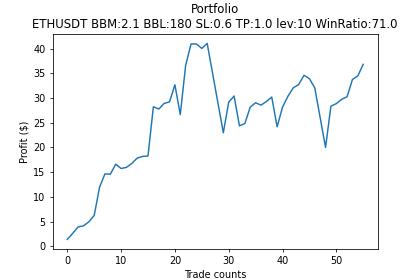 Portfolio
ETHUSDT BBM:2.1 BBL:180 SL:0.6 TP:1.0 lev:10 WinRatio:71.0
40
35
30
25
20
15
10
5
0
Profit ($)
0 10 20 30 40 50
Trade counts